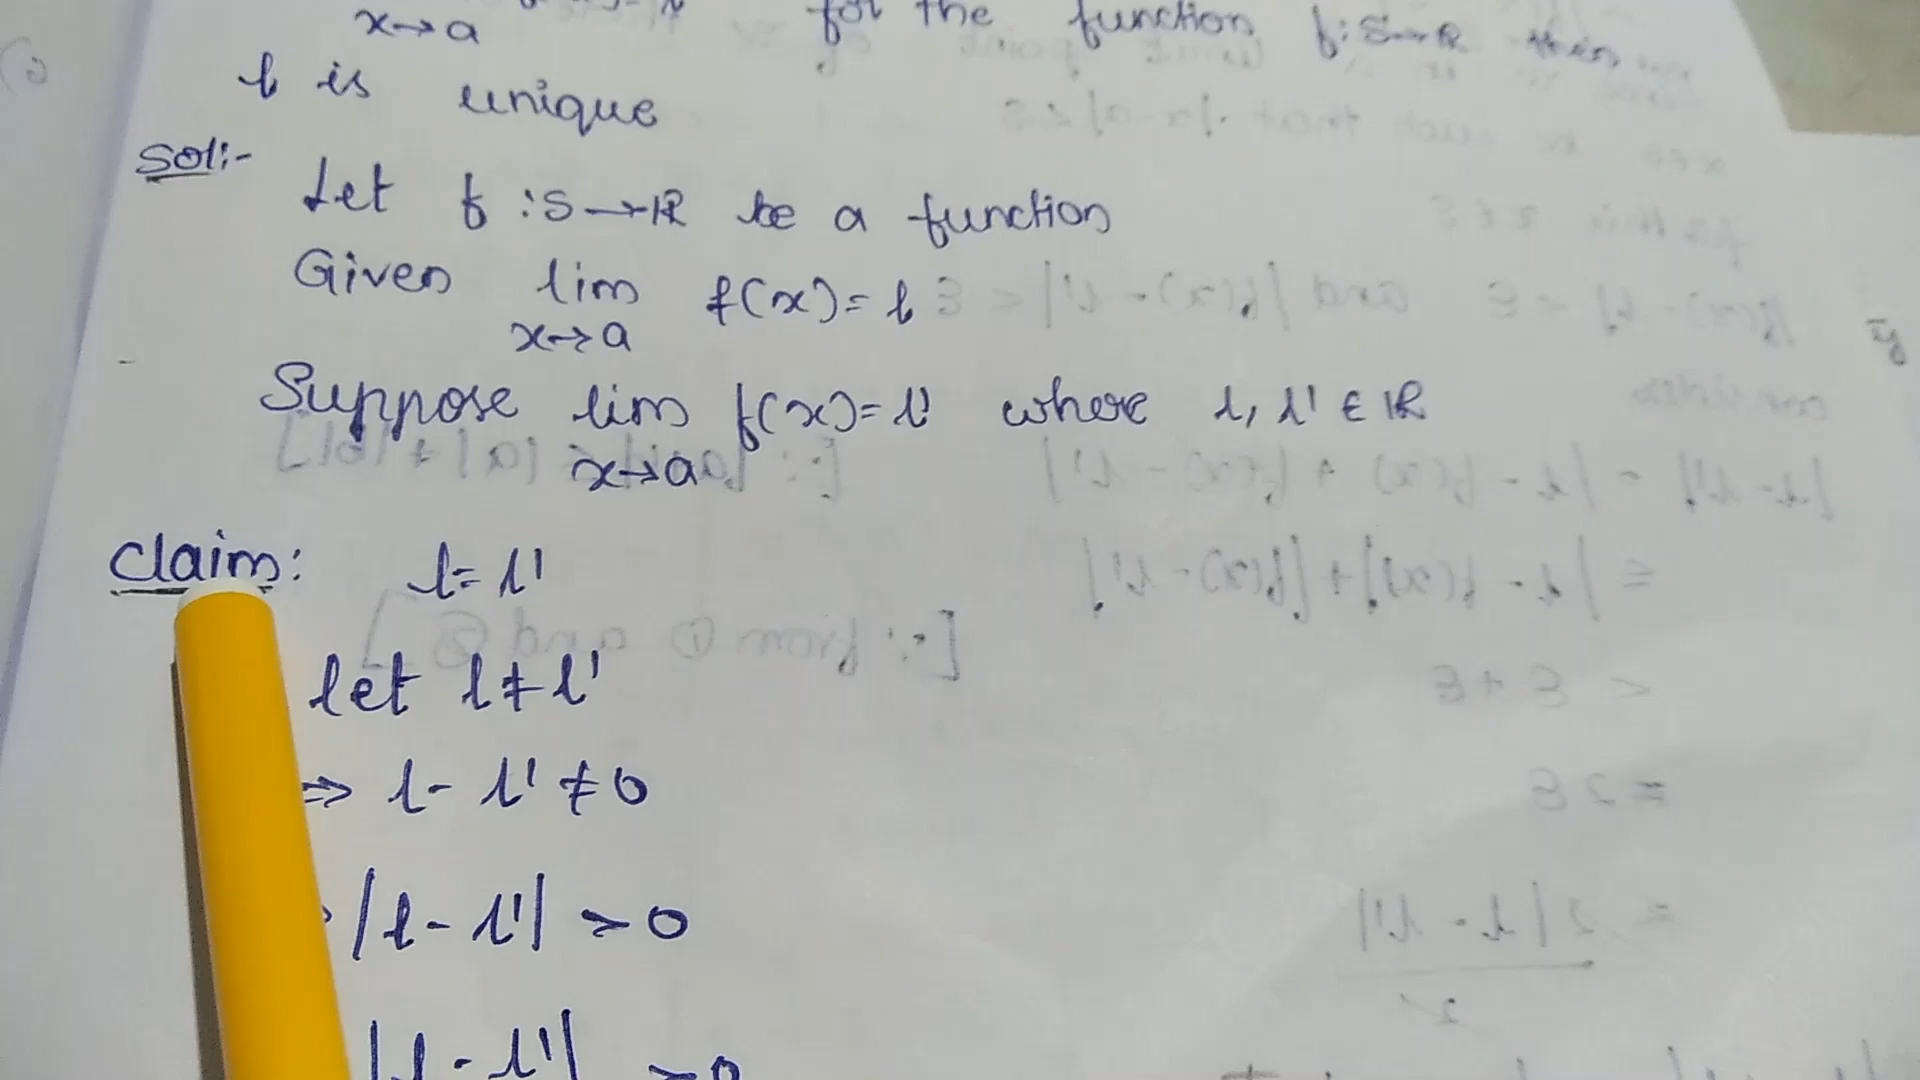 x→a for the function f:S→ℝ then
l is unique
Sol:-
Let f:S→ℝ be a function
Given lim f(x)=l
x→a
Suppose lim f(x)=l' where l, l' ∈ ℝ
x→a
Claim: l=l'
let l≠l'
⇒ l-l'≠0
|l-l'|>0
|l-l'| >0